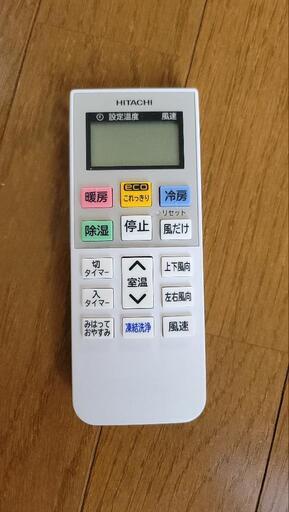 HITACHI
設定温度 風速
暖房
eco
これっきり
冷房
リセット
除湿
停止
風だけ
切
タイマー
室温
上下風向
入
タイマー
左右風向
みはって
おやすみ
凍結洗浄
風速